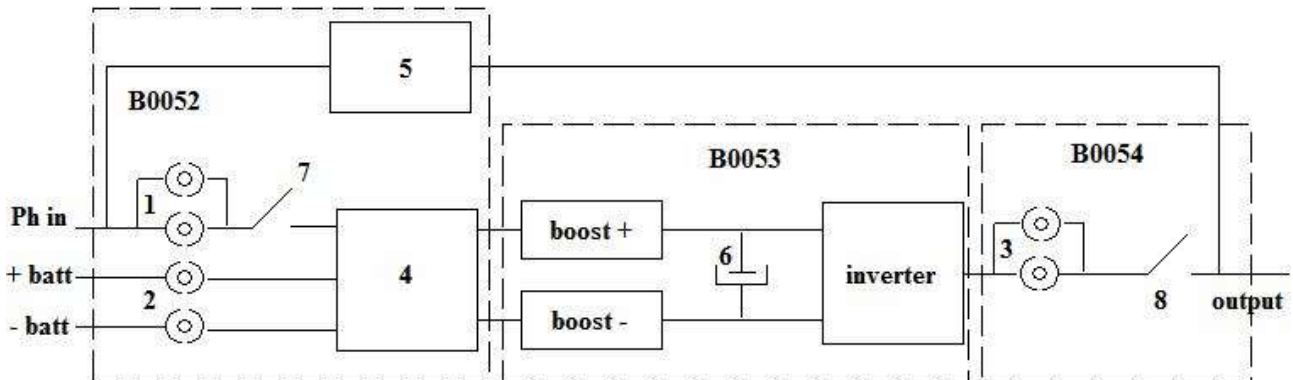 5
B0052
B0053
B0054
7
1
Ph in
boost +
6
3
+ batt
4
inverter
2
8
output
- batt
boost -